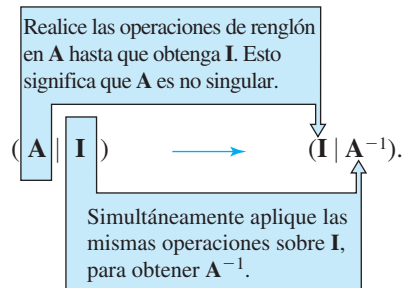 Realice las operaciones de renglón
en A hasta que obtenga I. Esto
significa que A es no singular.
( A | I ) (I | A⁻¹).
Simultáneamente aplique las
mismas operaciones sobre I,
para obtener A⁻¹.